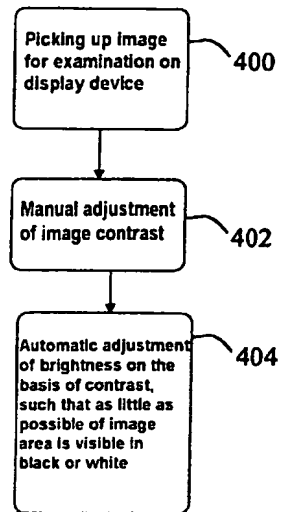 Picking up image
for examination on
display device
400
Manual adjustment
of image contrast
402
Automatic adjustment
of brightness on the
basis of contrast,
such that as little as
possible of image
area is visible in
black or white
404